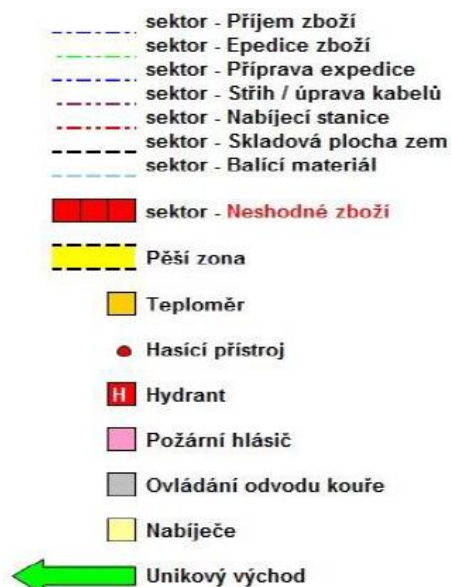 sektor - Příjem zboží
sektor - Epedice zboží
sektor - Příprava expedice
sektor - Střih / úprava kabelů
sektor - Nabíjecí stanice
sektor - Skladová plocha zem
sektor - Balící materiál
sektor - Neshodné zboží
Pěší zona
Teploměr
Hasící přístroj
H Hydrant
Požární hlásič
Ovládání odvodu kouře
Nabíječe
Unikový východ